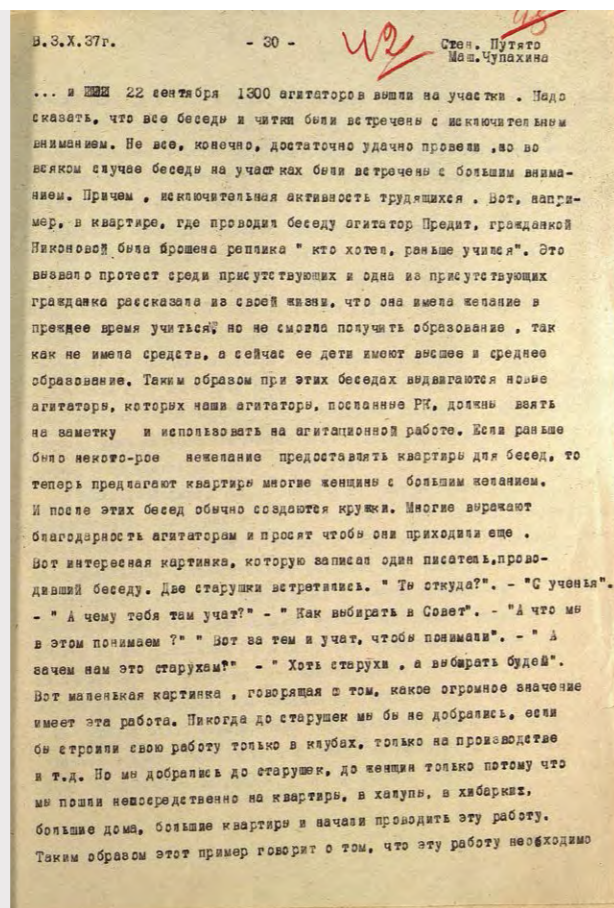 В.З.Х.37г.
- 30 -
42
Стен. Путято
Маш.Чупахина
... и 22 сентября 1300 агитаторов вышли на участки . Надо
сказать, что все беседы и читки были встречены с исключительным
вниманием. Не все, конечно, достаточно удачно провели ,но во
всяком случае беседы на участках были встречены с большим внима-
нием. Причем , исключительная активность трудящихся . Вот, напри-
мер, в квартире, где проводил беседу агитатор Предит, гражданкой
Никоновой была брошена реплика " кто хотел, раньше учился". Это
вызвало протест среди присутствующих и одна из присутствующих
гражданка рассказала из своей жизни, что она имела желание в
преждее время учиться, но не смогла получить образование , так
как не имела средств, а сейчас ее дети имеют высшее и среднее
образование. Таким образом при этих беседах выдвигаются новые
агитаторы, которых наши агитаторы, посланные РК, должны взять
на заметку и использовать на агитационной работе. Если раньше
было некото-рое нежелание предоставлять квартиры для бесед, то
теперь предлагают квартиры многие женщины с большим желанием.
И после этих бесед обычно создаются кружки. Многие выражают
благодарность агитаторам и просят чтобы они приходили еще .
Вот интересная картинка, которую записал один писатель,прово-
дивший беседу. Две старушки встретились. " Ты откуда?". - "С ученья".
- " А чему тебя там учат?" - " Как выбирать в Совет". - "А что мы
в этом понимаем ?" " Вот за тем и учат, чтобы понимали". - " А
зачем нам это старухам?" - " Хоть старухи , а выбирать будей".
Вот маленькая картинка , говорящая о том, какое огромное значение
имеет эта работа. Никогда до старушек мы бы не добрались, если
бы строили свою работу только в клубах, только на производстве
и т.д. Но мы добрались до старушек, до женщин только потому что
мы пошли непосредственно на квартиры, в халупы, в хибарких,
большие дома, большие квартиры и начали проводить эту работу.
Таким образом этот пример говорит о том, что эту работу необходимо